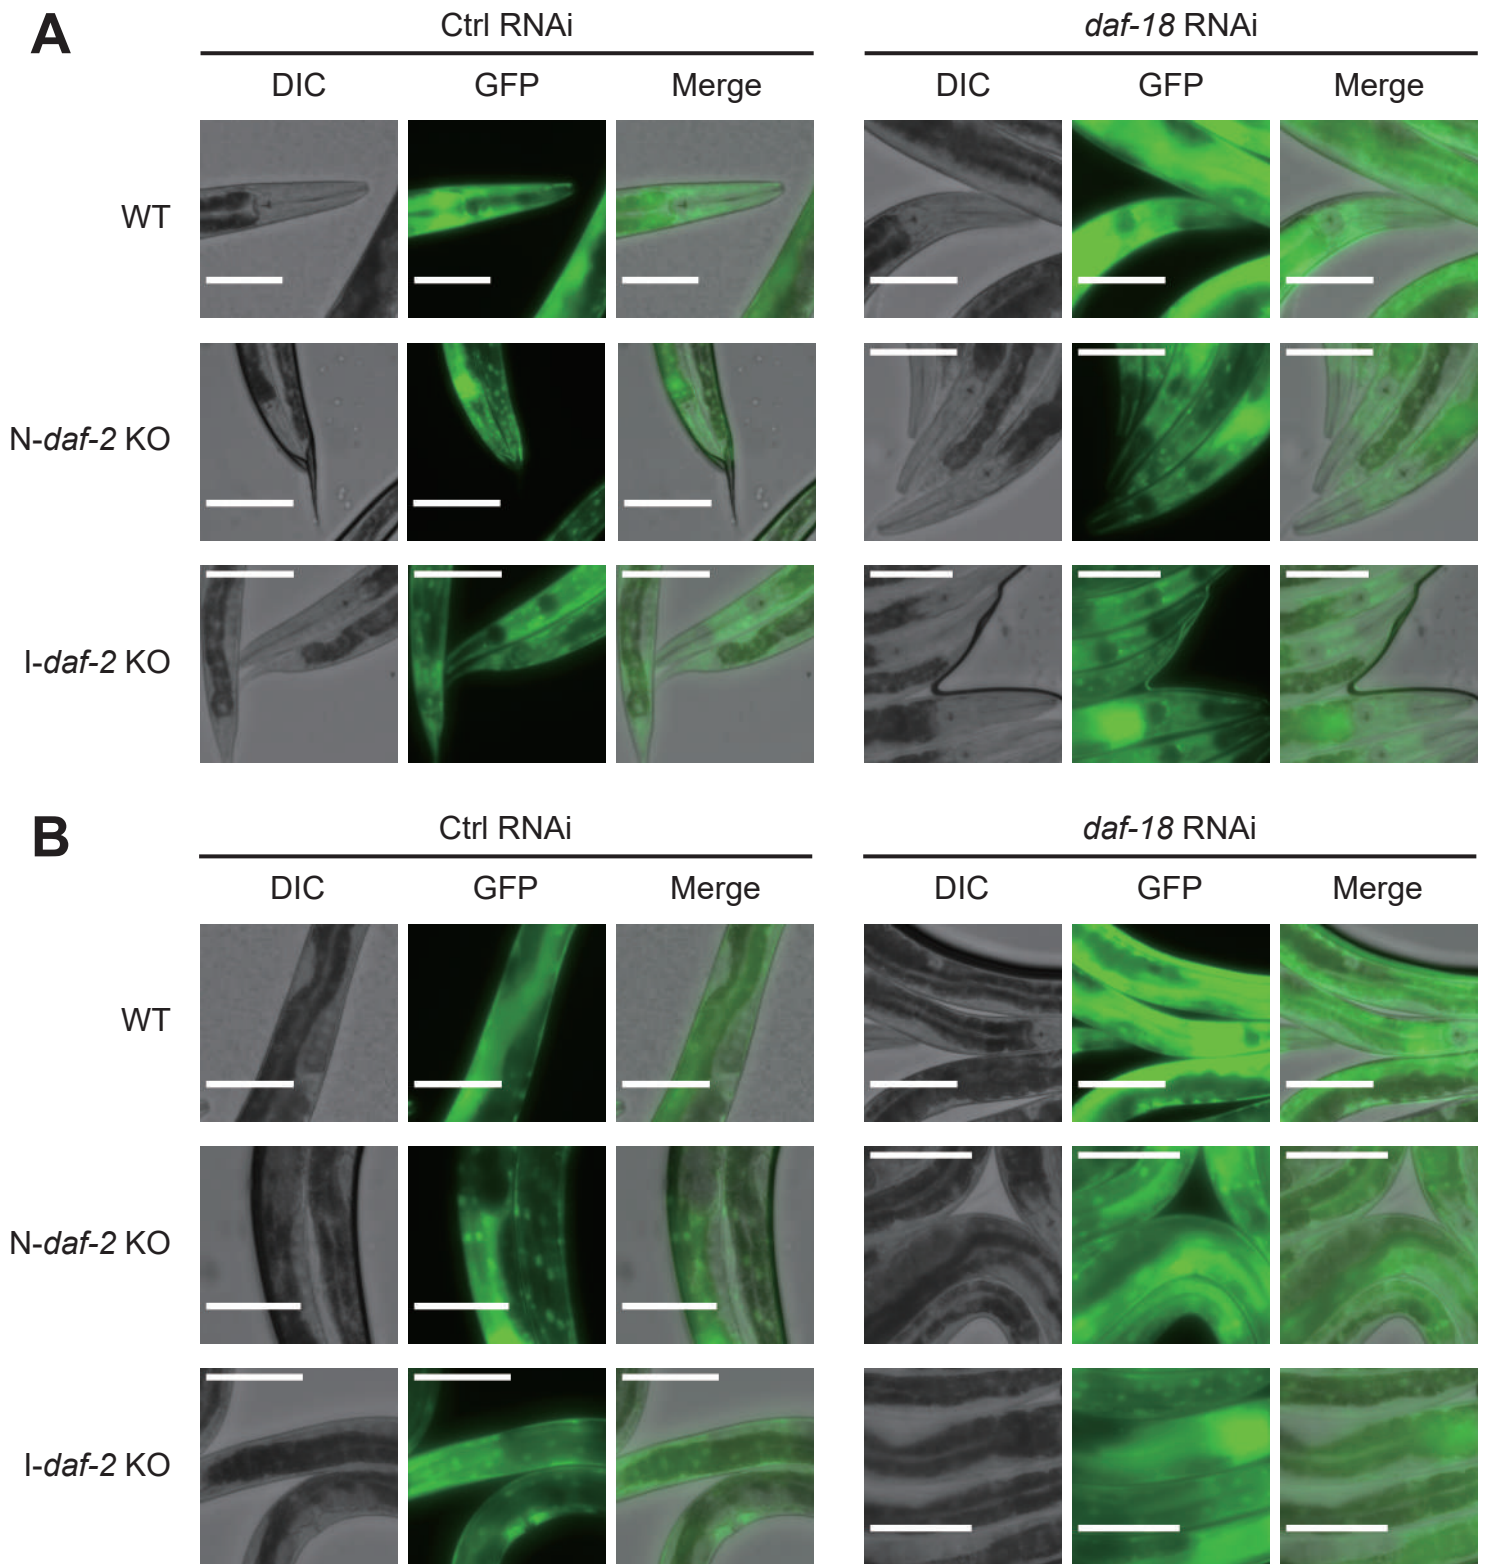 A
Ctrl RNAi
daf-18 RNAi
DIC GFP Merge DIC GFP Merge
WT
N-daf-2 KO
I-daf-2 KO
B
Ctrl RNAi
daf-18 RNAi
DIC GFP Merge DIC GFP Merge
WT
N-daf-2 KO
I-daf-2 KO